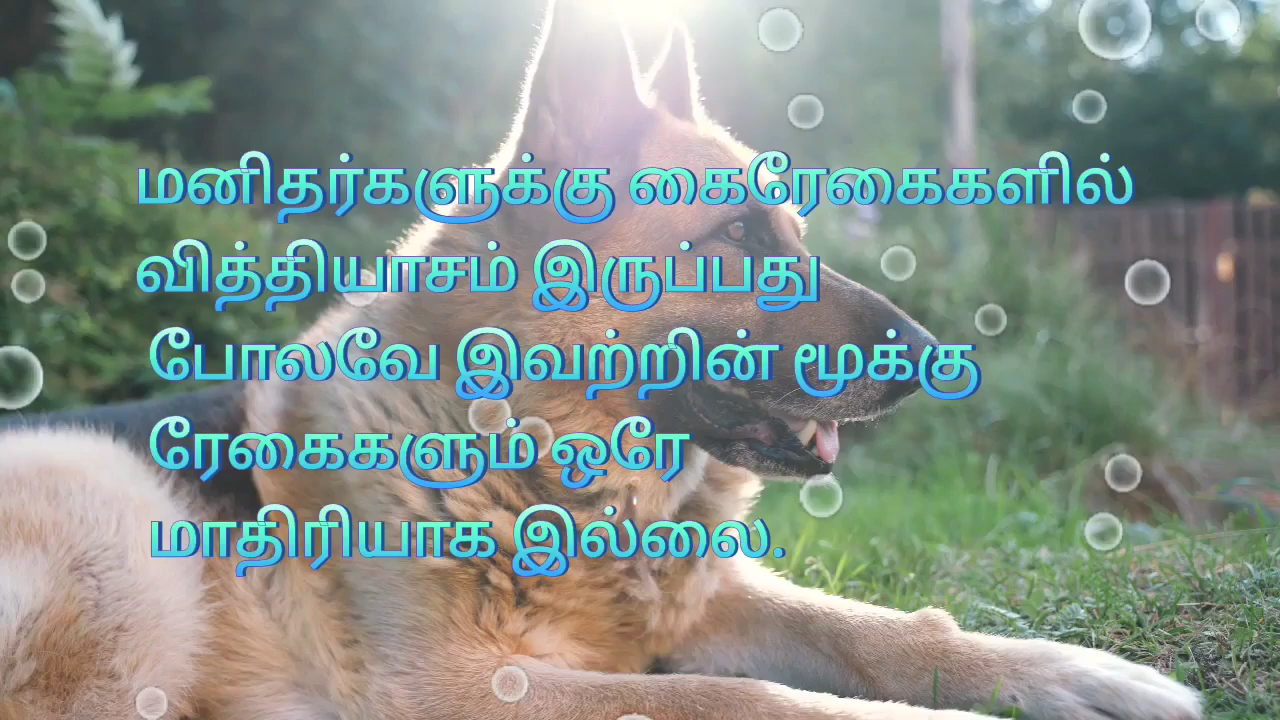 மனிதர்களுக்கு கைரேகைகளில்
வித்தியாசம் இருப்பது
போலவே இவற்றின் மூக்கு
ரேகைகளும் ஒரே
மாதிரியாக இல்லை.